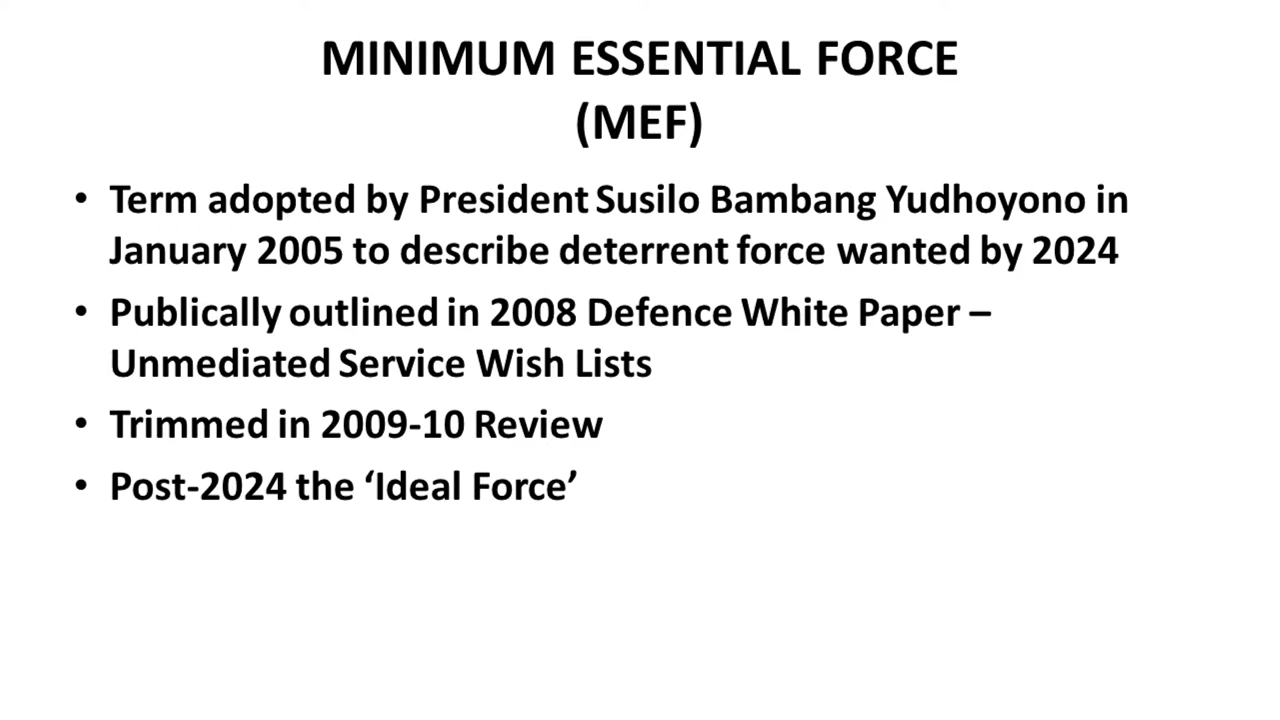 MINIMUM ESSENTIAL FORCE
(MEF)
• Term adopted by President Susilo Bambang Yudhoyono in
January 2005 to describe deterrent force wanted by 2024
• Publically outlined in 2008 Defence White Paper –
Unmediated Service Wish Lists
• Trimmed in 2009-10 Review
• Post-2024 the ‘Ideal Force’